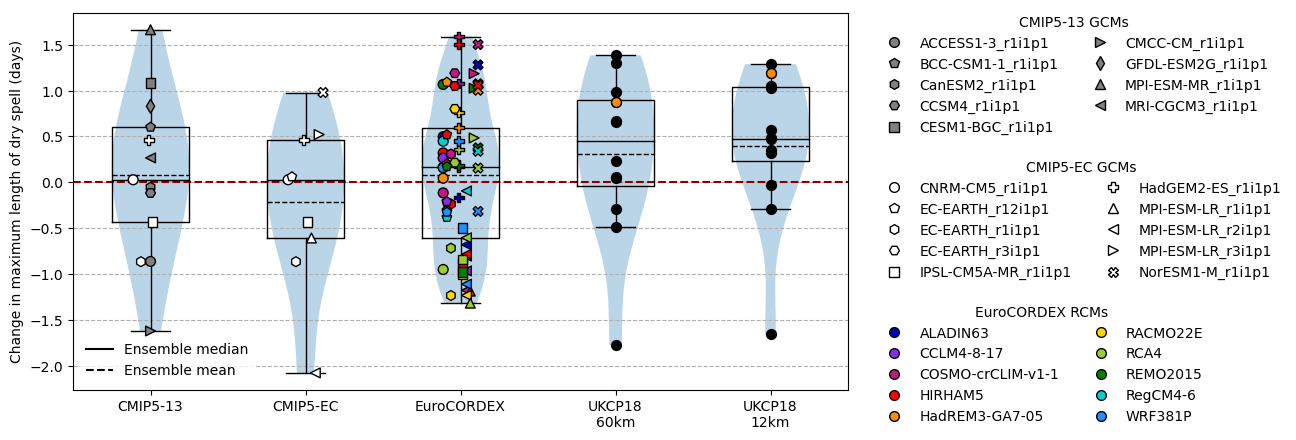 Change in maximum length of dry spell (days)
1.5
1.0
0.5
0.0
−0.5
−1.0
−1.5
−2.0
Ensemble median
Ensemble mean
CMIP5-13
CMIP5-EC
EuroCORDEX
UKCP18
60km
UKCP18
12km
CMIP5-13 GCMs
ACCESS1-3_r1i1p1
BCC-CSM1-1_r1i1p1
CanESM2_r1i1p1
CCSM4_r1i1p1
CESM1-BGC_r1i1p1
CMCC-CM_r1i1p1
GFDL-ESM2G_r1i1p1
MPI-ESM-MR_r1i1p1
MRI-CGCM3_r1i1p1
CMIP5-EC GCMs
CNRM-CM5_r1i1p1
EC-EARTH_r12i1p1
EC-EARTH_r1i1p1
EC-EARTH_r3i1p1
IPSL-CM5A-MR_r1i1p1
HadGEM2-ES_r1i1p1
MPI-ESM-LR_r1i1p1
MPI-ESM-LR_r2i1p1
MPI-ESM-LR_r3i1p1
NorESM1-M_r1i1p1
EuroCORDEX RCMs
ALADIN63
CCLM4-8-17
COSMO-crCLIM-v1-1
HIRHAM5
HadREM3-GA7-05
RACMO22E
RCA4
REMO2015
RegCM4-6
WRF381P